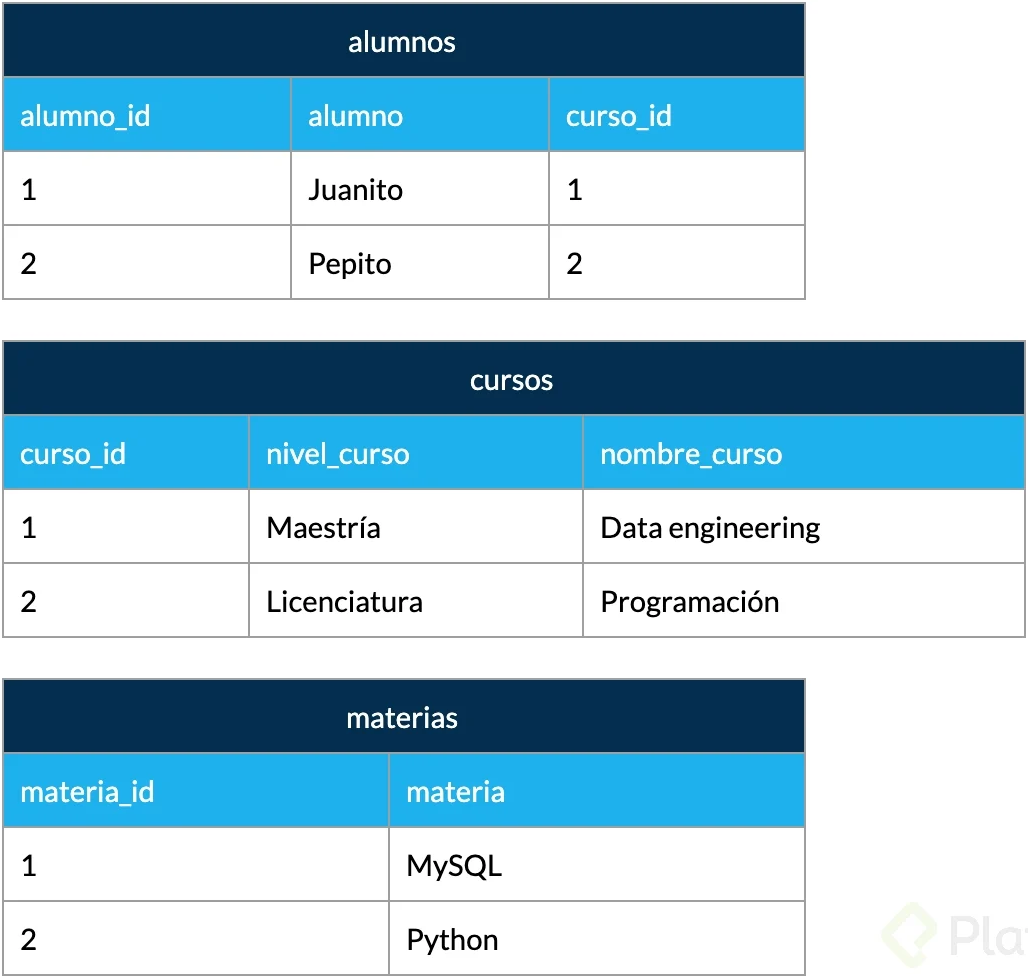 alumnos
alumno_id alumno curso_id
1 Juanito 1
2 Pepito 2
cursos
curso_id nivel_curso nombre_curso
1 Maestría Data engineering
2 Licenciatura Programación
materias
materia_id materia
1 MySQL
2 Python